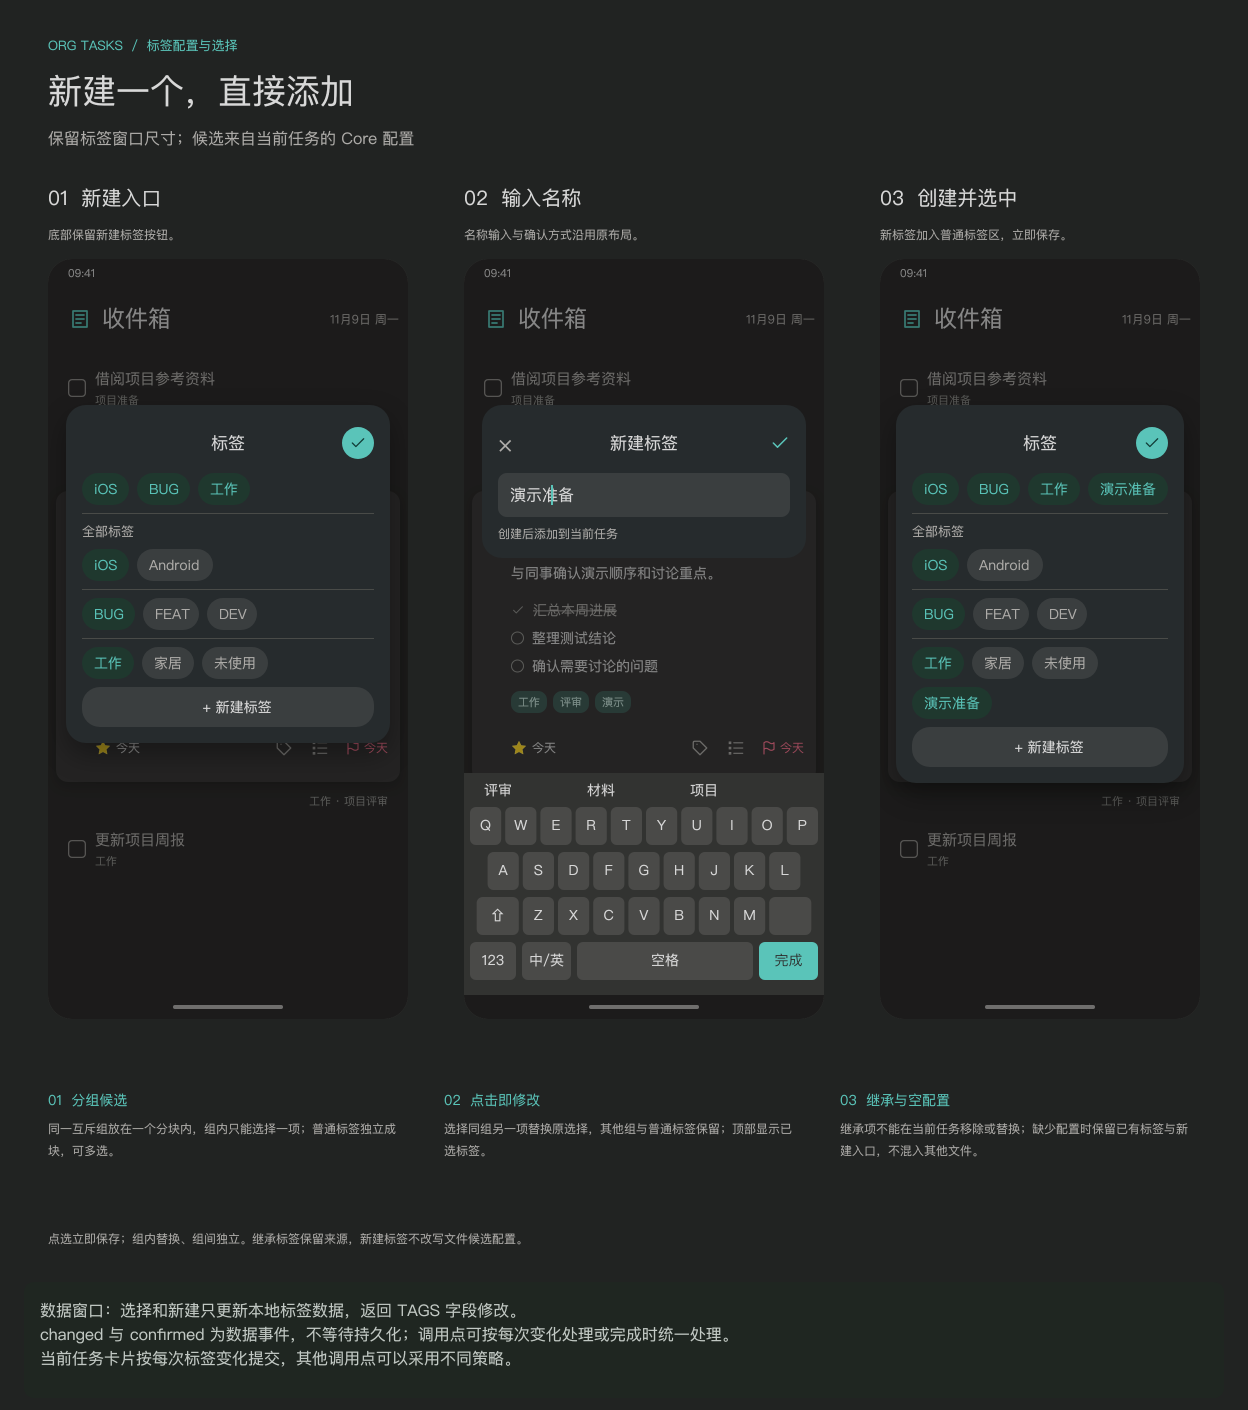 ORG TASKS / 标签配置与选择
新建一个，直接添加
保留标签窗口尺寸；候选来自当前任务的 Core 配置
01 新建入口
底部保留新建标签按钮。
09:41
收件箱
11月9日 周一
借阅项目参考资料
项目准备
标签
iOS
BUG
工作
全部标签
iOS
Android
BUG
FEAT
DEV
工作
家居
未使用
+ 新建标签
今天
今天
工作 · 项目评审
更新项目周报
工作
02 输入名称
名称输入与确认方式沿用原布局。
09:41
收件箱
11月9日 周一
借阅项目参考资料
项目准备
新建标签
演示准备
创建后添加到当前任务
与同事确认演示顺序和讨论重点。
汇总本周进展
整理测试结论
确认需要讨论的问题
工作
评审
演示
今天
今天
评审
材料
项目
Q W E R T Y U I O P
A S D F G H J K L
Z X C V B N M
123
中/英
空格
完成
03 创建并选中
新标签加入普通标签区，立即保存。
09:41
收件箱
11月9日 周一
借阅项目参考资料
项目准备
标签
iOS
BUG
工作
演示准备
全部标签
iOS
Android
BUG
FEAT
DEV
工作
家居
未使用
演示准备
+ 新建标签
工作 · 项目评审
更新项目周报
工作
01 分组候选
同一互斥组放在一个分块内，组内只能选择一项；普通标签独立成
块，可多选。
02 点击即修改
选择同组另一项替换原选择，其他组与普通标签保留；顶部显示已
选标签。
03 继承与空配置
继承项不能在当前任务移除或替换；缺少配置时保留已有标签与新
建入口，不混入其他文件。
点选立即保存；组内替换、组间独立。继承标签保留来源，新建标签不改写文件候选配置。
数据窗口：选择和新建只更新本地标签数据，返回 TAGS 字段修改。
changed 与 confirmed 为数据事件，不等待持久化；调用点可按每次变化处理或完成时统一处理。
当前任务卡片按每次标签变化提交，其他调用点可以采用不同策略。